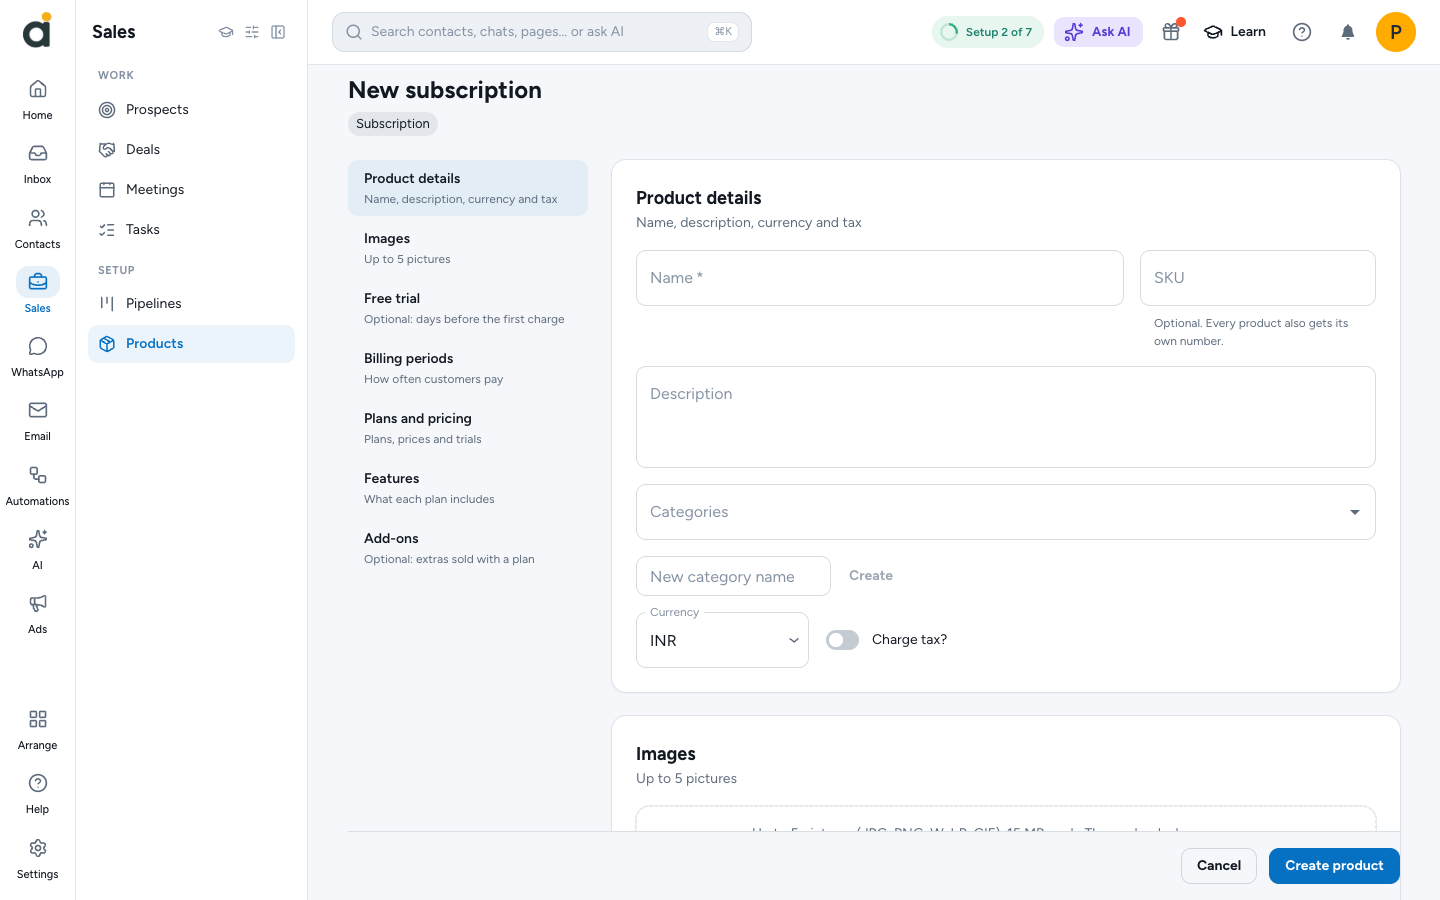 Home
Inbox
Contacts
Sales
WhatsApp
Email
Automations
AI
Ads
Arrange
Help
Settings
Sales
WORK
Prospects
Deals
Meetings
Tasks
SETUP
Pipelines
Products
Search contacts, chats, pages... or ask AI
⌘K
Setup 2 of 7
Ask AI
Learn
P
New subscription
Subscription
Product details
Name, description, currency and tax
Images
Up to 5 pictures
Free trial
Optional: days before the first charge
Billing periods
How often customers pay
Plans and pricing
Plans, prices and trials
Features
What each plan includes
Add-ons
Optional: extras sold with a plan
Product details
Name, description, currency and tax
Name *
SKU
Optional. Every product also gets its
own number.
Description
Categories
New category name
Create
Currency
INR
Charge tax?
Images
Up to 5 pictures
Cancel
Create product